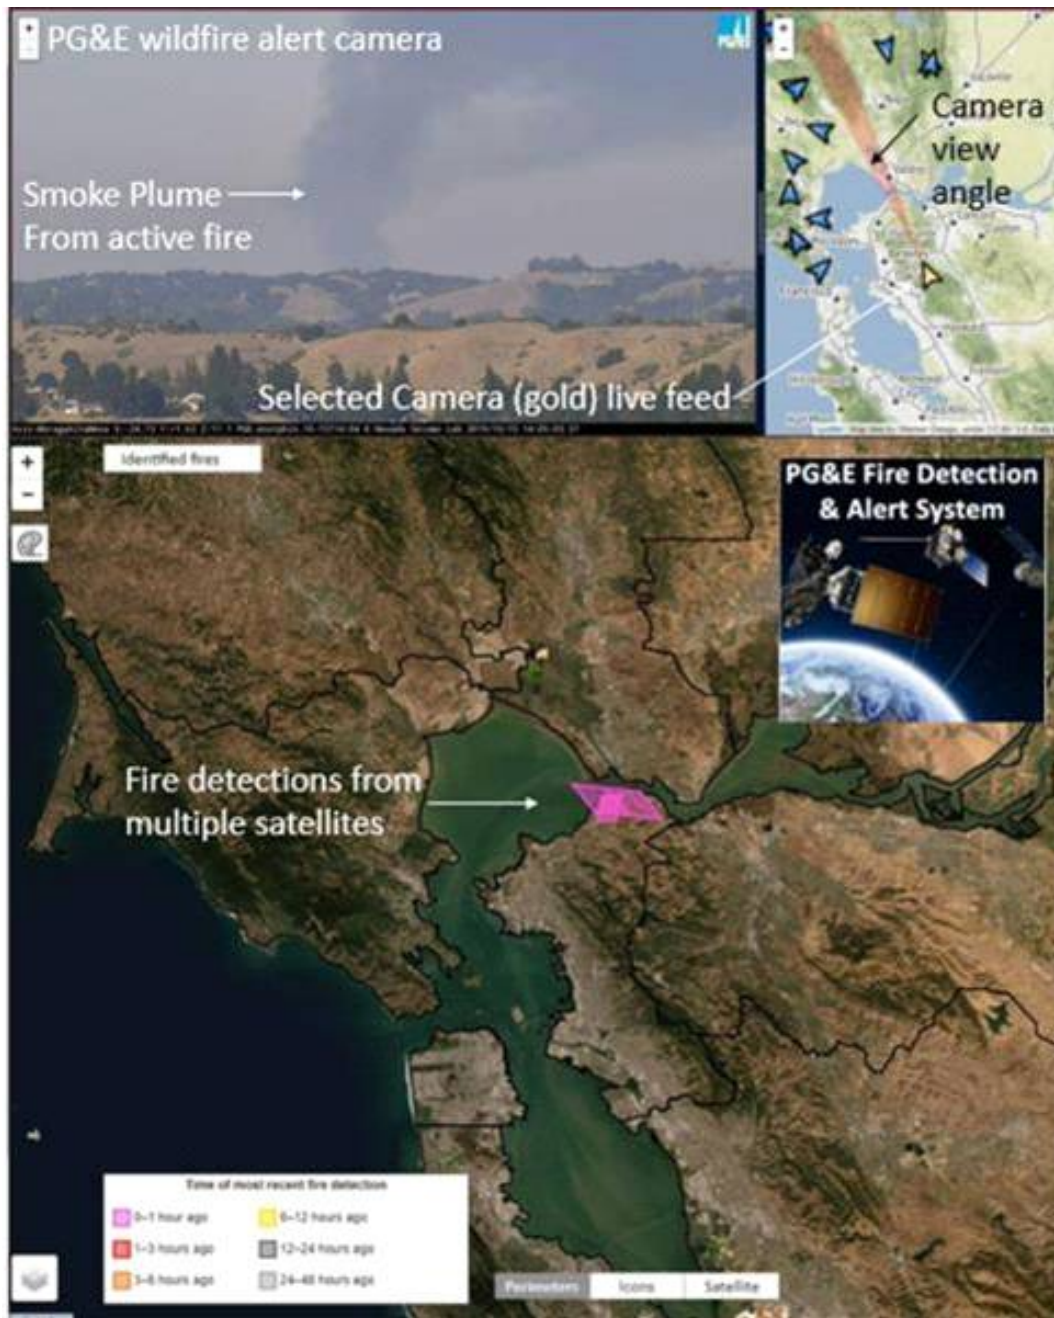 PG&E wildfire alert camera
Smoke Plume
From active fire
Selected Camera (gold) live feed
Camera
view
angle
Identified fires
PG&E Fire Detection
& Alert System
Fire detections from
multiple satellites
Time of most recent fire detection
0–1 hour ago
6–12 hours ago
1–3 hours ago
12–24 hours ago
3–6 hours ago
24–48 hours ago
Perimeters
Icons
Satellite